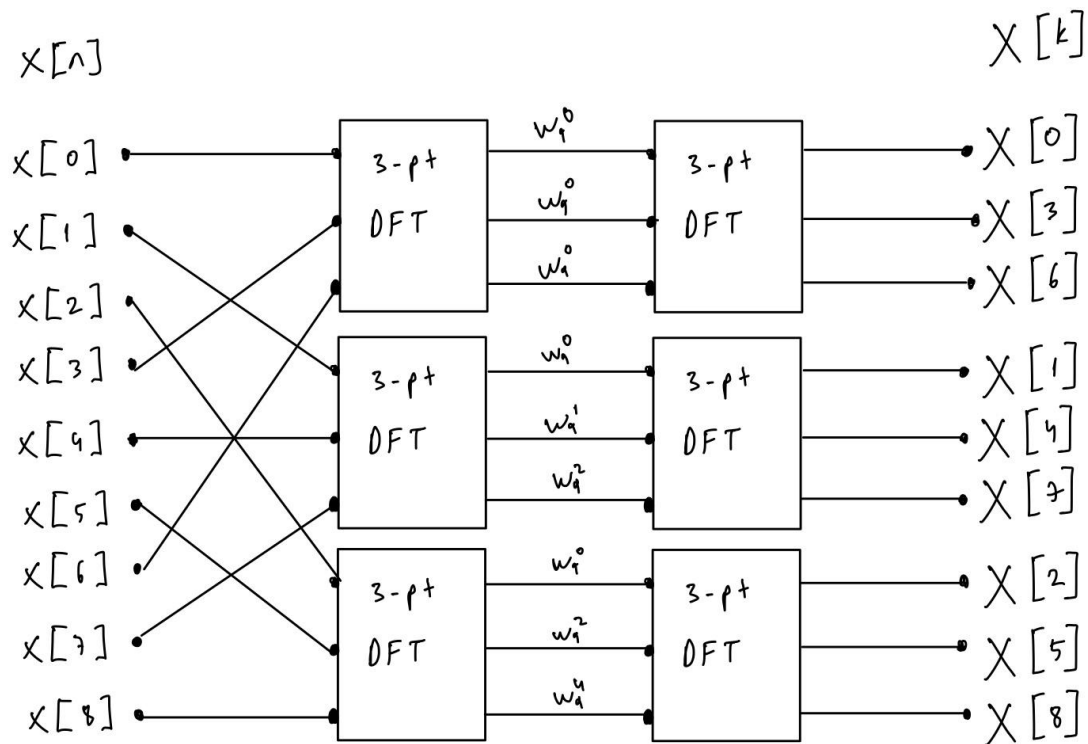 x[n]
X[k]
x[0]
3-pt
DFT
w₉⁰
w₉⁰
w₉⁰
3-pt
DFT
X[0]
x[1]
X[3]
x[2]
X[6]
x[3]
3-pt
DFT
w₉⁰
w₉¹
w₉²
3-pt
DFT
X[1]
x[4]
X[4]
x[5]
X[7]
x[6]
3-pt
DFT
w₉⁰
w₉²
w₉⁴
3-pt
DFT
X[2]
x[7]
X[5]
x[8]
X[8]